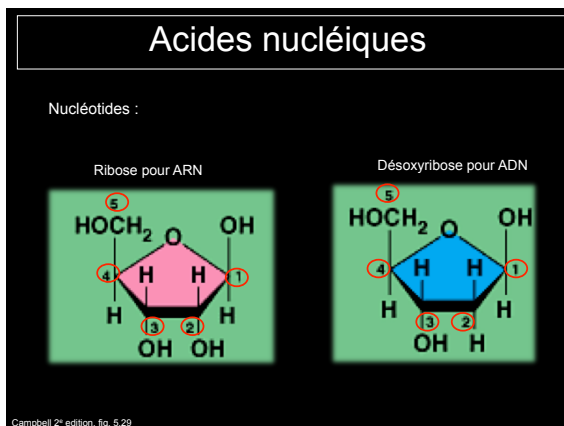 Acides nucléiques
Nucléotides :
Ribose pour ARN
Désoxyribose pour ADN
5
HOCH2 O OH
4 H H 1
H 3 2 H
OH OH
5
HOCH2 O OH
4 H H 1
H 3 2 H
OH H
Campbell 2e edition, fig. 5.29